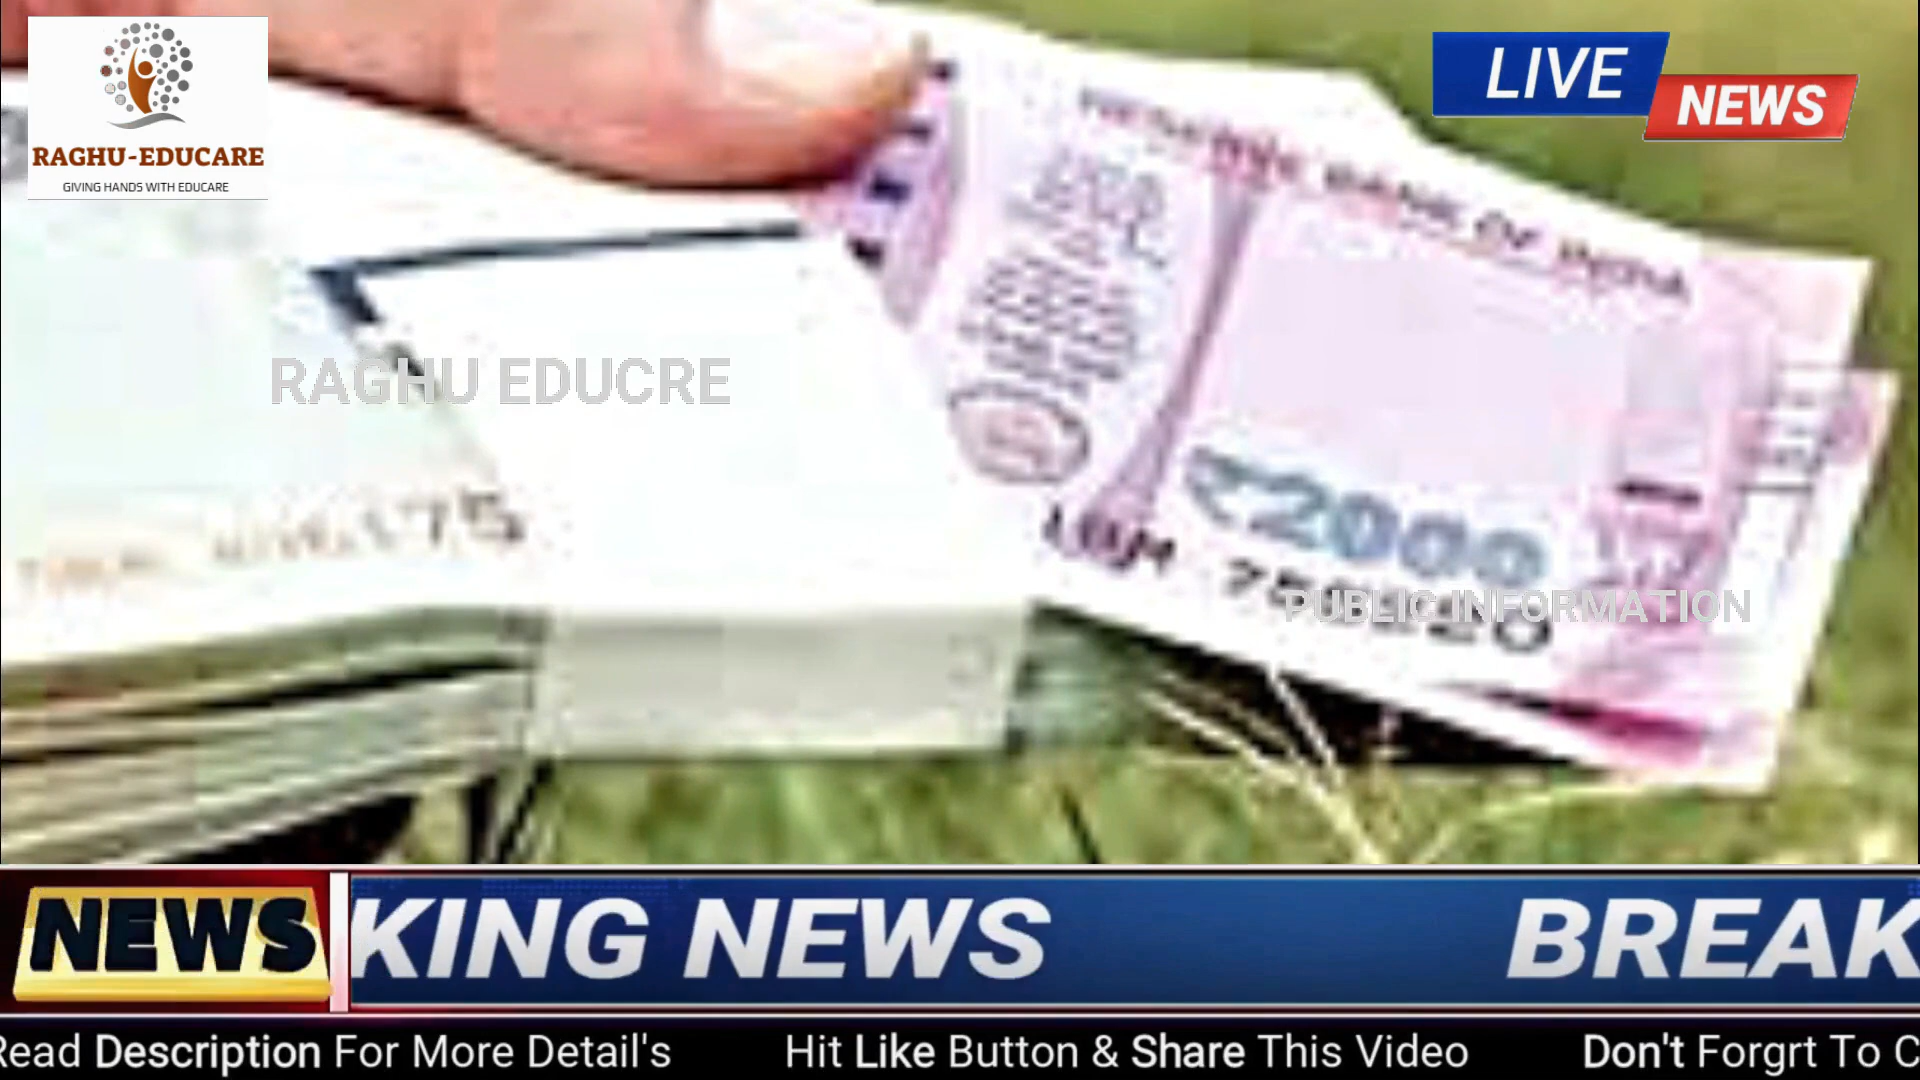 RAGHU-EDUCARE
GIVING HANDS WITH EDUCARE
LIVE
NEWS
BANK OF INDIA
RAGHU EDUCRE
₹2000
75
PUBLIC INFORMATION
NEWS
KING NEWS
BREAK
Read Description For More Detail's
Hit Like Button & Share This Video
Don't Forgrt To C